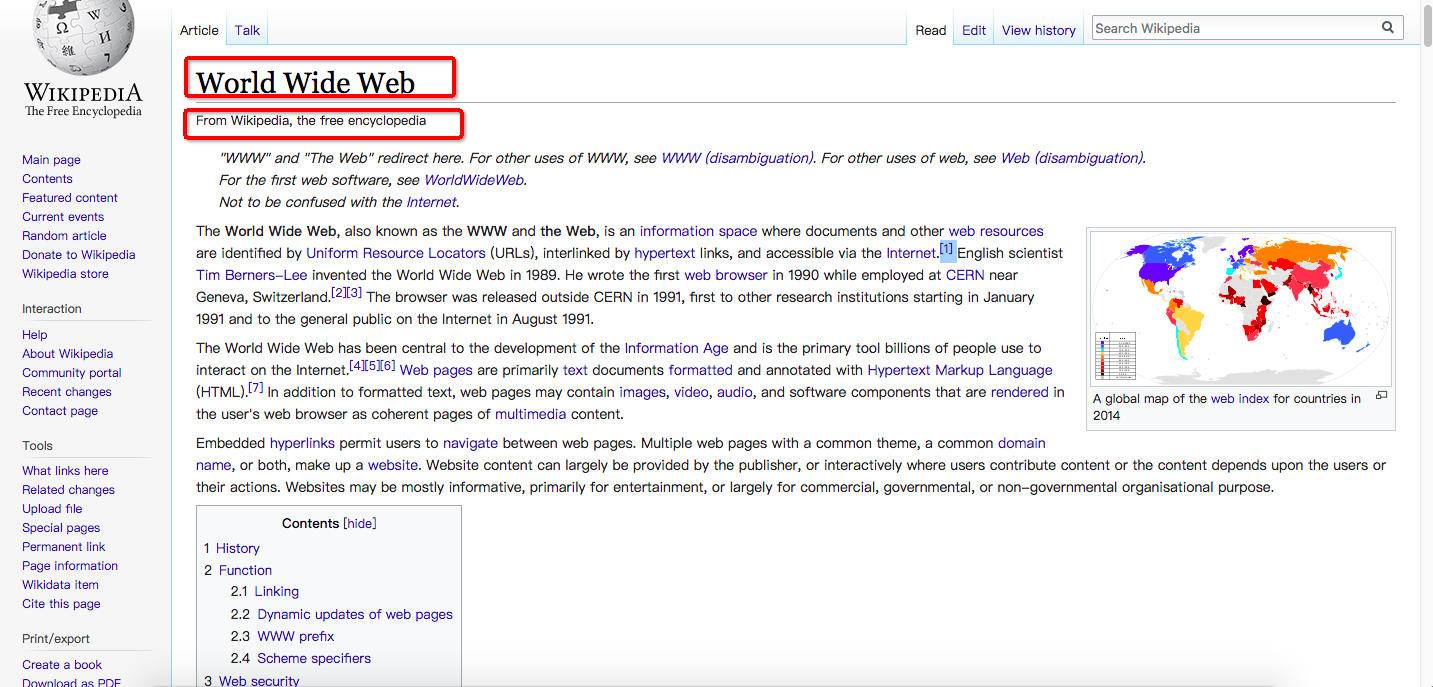 Article Talk Read Edit View history Search Wikipedia
WIKIPEDIA
The Free Encyclopedia
Main page
Contents
Featured content
Current events
Random article
Donate to Wikipedia
Wikipedia store
Interaction
Help
About Wikipedia
Community portal
Recent changes
Contact page
Tools
What links here
Related changes
Upload file
Special pages
Permanent link
Page information
Wikidata item
Cite this page
Print/export
Create a book
Download as PDF
World Wide Web
From Wikipedia, the free encyclopedia
"WWW" and "The Web" redirect here. For other uses of WWW, see WWW (disambiguation). For other uses of web, see Web (disambiguation).
For the first web software, see WorldWideWeb.
Not to be confused with the Internet.
The World Wide Web, also known as the WWW and the Web, is an information space where documents and other web resources
are identified by Uniform Resource Locators (URLs), interlinked by hypertext links, and accessible via the Internet.[1] English scientist
Tim Berners-Lee invented the World Wide Web in 1989. He wrote the first web browser in 1990 while employed at CERN near
Geneva, Switzerland.[2][3] The browser was released outside CERN in 1991, first to other research institutions starting in January
1991 and to the general public on the Internet in August 1991.
The World Wide Web has been central to the development of the Information Age and is the primary tool billions of people use to
interact on the Internet.[4][5][6] Web pages are primarily text documents formatted and annotated with Hypertext Markup Language
(HTML).[7] In addition to formatted text, web pages may contain images, video, audio, and software components that are rendered in
the user's web browser as coherent pages of multimedia content.
A global map of the web index for countries in
2014
Embedded hyperlinks permit users to navigate between web pages. Multiple web pages with a common theme, a common domain
name, or both, make up a website. Website content can largely be provided by the publisher, or interactively where users contribute content or the content depends upon the users or
their actions. Websites may be mostly informative, primarily for entertainment, or largely for commercial, governmental, or non-governmental organisational purpose.
Contents [hide]
1 History
2 Function
2.1 Linking
2.2 Dynamic updates of web pages
2.3 WWW prefix
2.4 Scheme specifiers
3 Web security